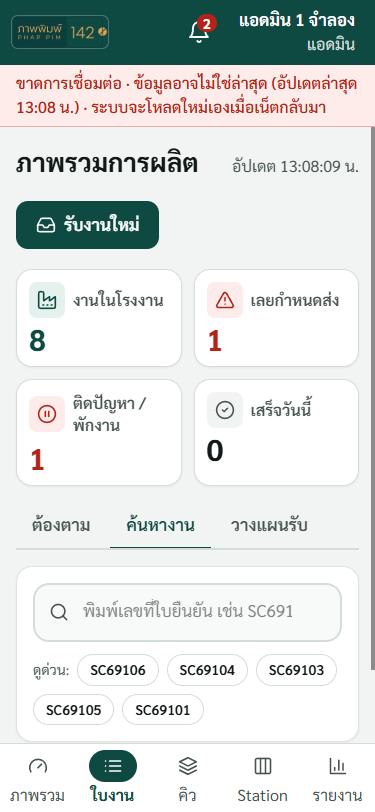 ภาพพิมพ์
PHAP PIM
142
2
แอดมิน 1 จำลอง
แอดมิน
ขาดการเชื่อมต่อ · ข้อมูลอาจไม่ใช่ล่าสุด (อัปเดตล่าสุด
13:08 น.) · ระบบจะโหลดใหม่เองเมื่อเน็ตกลับมา
ภาพรวมการผลิต
อัปเดต 13:08:09 น.
รับงานใหม่
งานในโรงงาน
8
เลยกำหนดส่ง
1
ติดปัญหา /
พักงาน
1
เสร็จวันนี้
0
ต้องตาม
ค้นหางาน
วางแผนรับ
พิมพ์เลขที่ใบยืนยัน เช่น SC691
ดูด่วน:
SC69106
SC69104
SC69103
SC69105
SC69101
ภาพรวม
ใบงาน
คิว
Station
รายงาน